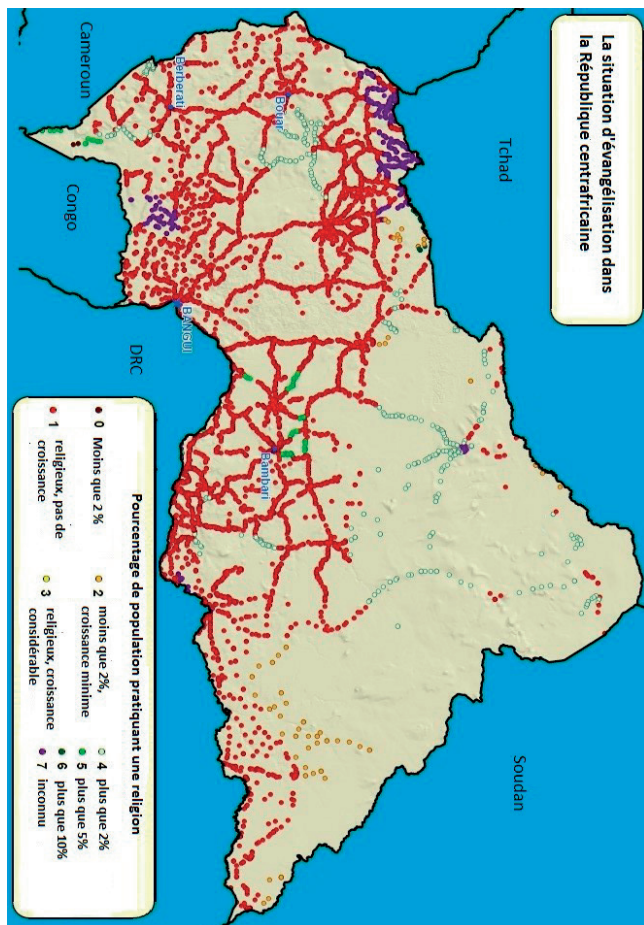 La situation d'évangélisation dans
la République centrafricaine
Tchad
Soudan
Cameroun
Congo
DRC
Bouar
Berberati
BANGUI
Bambari
Pourcentage de population pratiquant une religion
0 Moins que 2 %
1 religieux, pas de
croissance
2 moins que 2%,
croissance minime
3 religieux, croissance
considérable
4 plus que 2%
5 plus que 5%
6 plus que 10%
7 inconnu